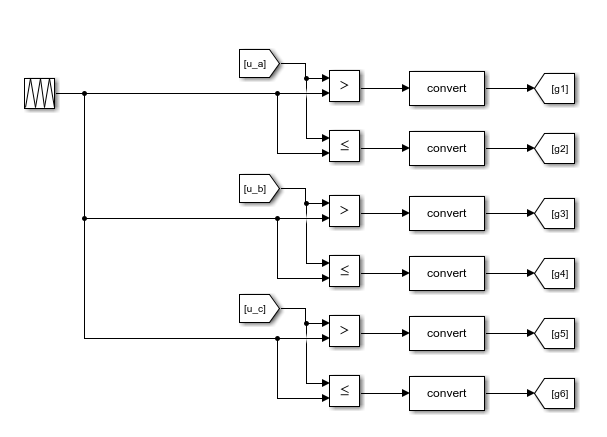 [u_a]
>
convert
[g1]
≤
convert
[g2]
[u_b]
>
convert
[g3]
≤
convert
[g4]
[u_c]
>
convert
[g5]
≤
convert
[g6]